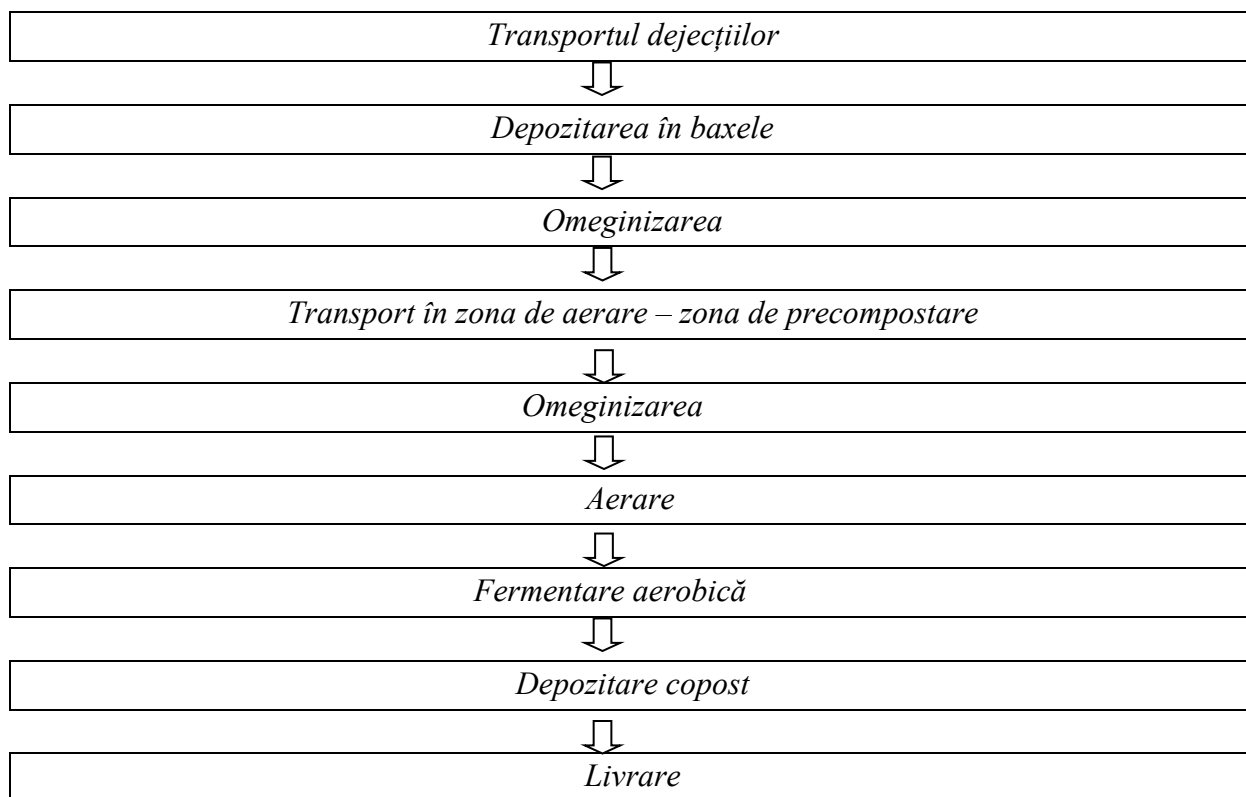 Transportul dejecțiilor
Depozitarea în baxele
Omeginizarea
Transport în zona de aerare – zona de precompostare
Omeginizarea
Aerare
Fermentare aerobică
Depozitare copost
Livrare